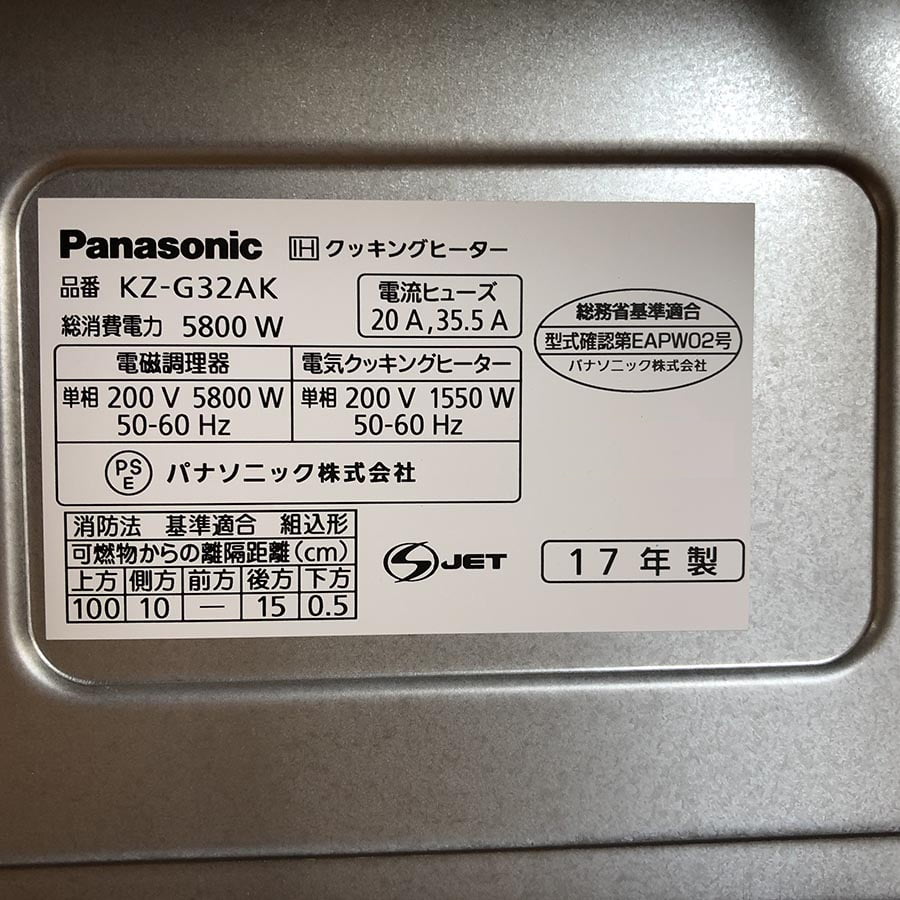 Panasonic IH クッキングヒーター
品番 KZ-G32AK
総消費電力 5800 W
電流ヒューズ
20 A,35.5 A
総務省基準適合
型式確認第EAPW02号
パナソニック株式会社
電磁調理器 電気クッキングヒーター
単相 200 V 5800 W 単相 200 V 1550 W
50-60 Hz 50-60 Hz
PS
E パナソニック株式会社
消防法 基準適合 組込形
可燃物からの離隔距離(cm)
上方 側方 前方 後方 下方
100 10 — 15 0.5
S JET
17年製